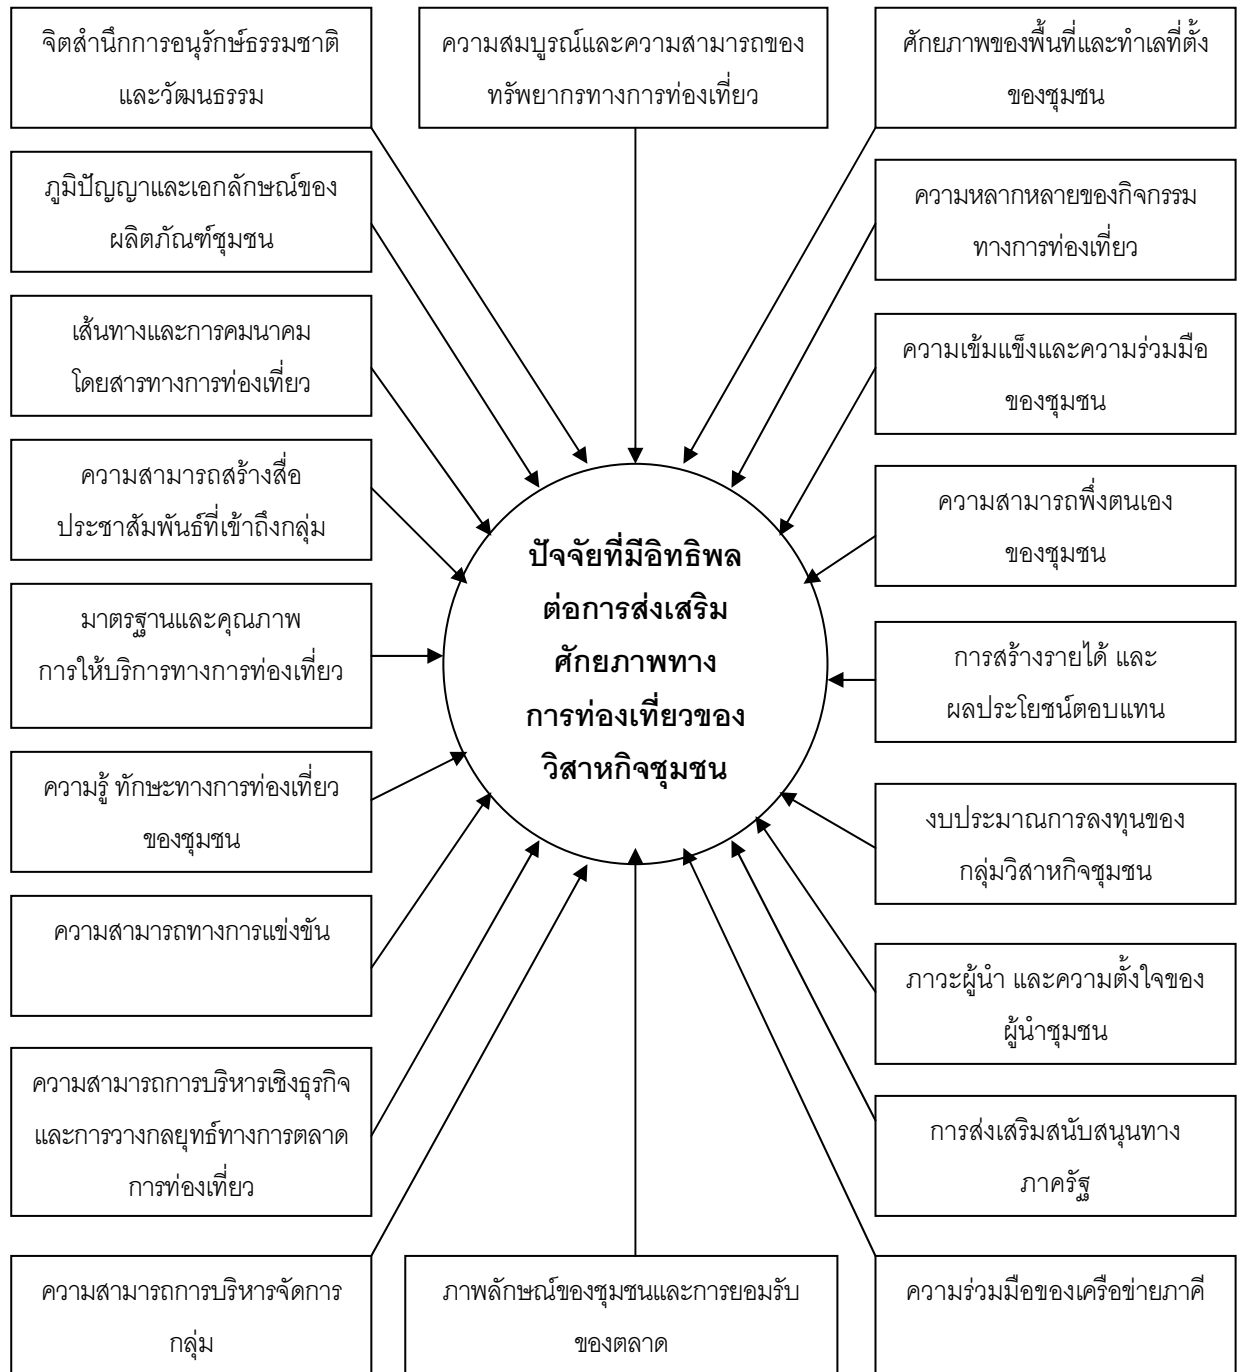 จิตสำนึกการอนุรักษ์ธรรมชาติ
และวัฒนธรรม
ความสมบูรณ์และความสามารถของ
ทรัพยากรทางการท่องเที่ยว
ศักยภาพของพื้นที่และทำเลที่ตั้ง
ของชุมชน
ภูมิปัญญาและเอกลักษณ์ของ
ผลิตภัณฑ์ชุมชน
ความหลากหลายของกิจกรรม
ทางการท่องเที่ยว
เส้นทางและการคมนาคม
โดยสารทางการท่องเที่ยว
ความเข้มแข็งและความร่วมมือ
ของชุมชน
ความสามารถสร้างสื่อ
ประชาสัมพันธ์ที่เข้าถึงกลุ่ม
ความสามารถพึ่งตนเอง
ของชุมชน
ปัจจัยที่มีอิทธิพล
ต่อการส่งเสริม
ศักยภาพทาง
การท่องเที่ยวของ
วิสาหกิจชุมชน
มาตรฐานและคุณภาพ
การให้บริการทางการท่องเที่ยว
การสร้างรายได้ และ
ผลประโยชน์ตอบแทน
ความรู้ ทักษะทางการท่องเที่ยว
ของชุมชน
งบประมาณการลงทุนของ
กลุ่มวิสาหกิจชุมชน
ความสามารถทางการแข่งขัน
ภาวะผู้นำ และความตั้งใจของ
ผู้นำชุมชน
ความสามารถการบริหารเชิงธุรกิจ
และการวางกลยุทธ์ทางการตลาด
การท่องเที่ยว
การส่งเสริมสนับสนุนทาง
ภาครัฐ
ความสามารถการบริหารจัดการ
กลุ่ม
ภาพลักษณ์ของชุมชนและการยอมรับ
ของตลาด
ความร่วมมือของเครือข่ายภาคี